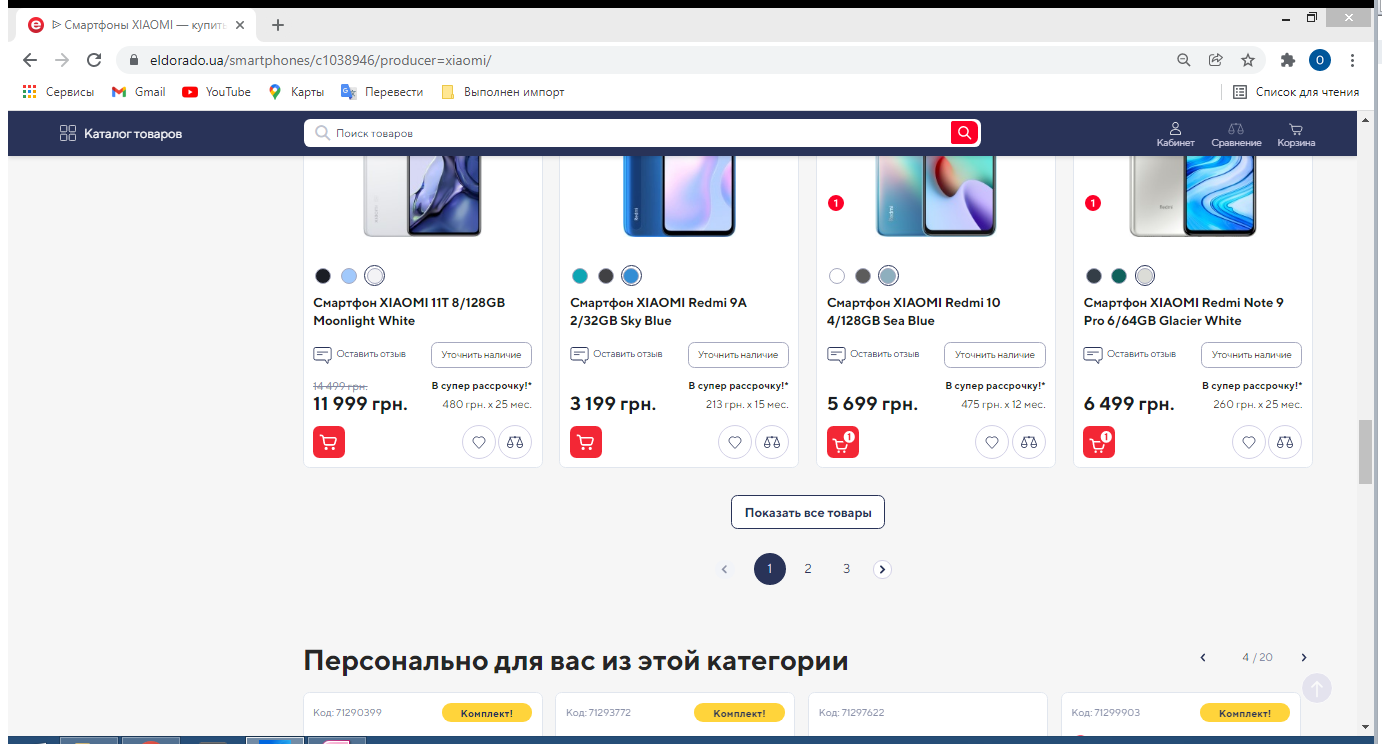 ᐅ Смартфоны XIAOMI — купить
eldorado.ua/smartphones/c1038946/producer=xiaomi/
O
Сервисы Gmail YouTube Карты Перевести Выполнен импорт Список для чтения
Каталог товаров Поиск товаров Кабинет Сравнение Корзина
1 1
Смартфон XIAOMI 11T 8/128GB
Moonlight White
Оставить отзыв Уточнить наличие
14 499 грн. В супер рассрочку!*
11 999 грн. 480 грн. x 25 мес.
Смартфон XIAOMI Redmi 9A
2/32GB Sky Blue
Оставить отзыв Уточнить наличие
В супер рассрочку!*
3 199 грн. 213 грн. x 15 мес.
Смартфон XIAOMI Redmi 10
4/128GB Sea Blue
Оставить отзыв Уточнить наличие
В супер рассрочку!*
5 699 грн. 475 грн. x 12 мес.
1
Смартфон XIAOMI Redmi Note 9
Pro 6/64GB Glacier White
Оставить отзыв Уточнить наличие
В супер рассрочку!*
6 499 грн. 260 грн. x 25 мес.
1
Показать все товары
1 2 3
Персонально для вас из этой категории 4 / 20
Код: 71290399 Комплект!
Код: 71293772 Комплект!
Код: 71297622
Код: 71299903 Комплект!